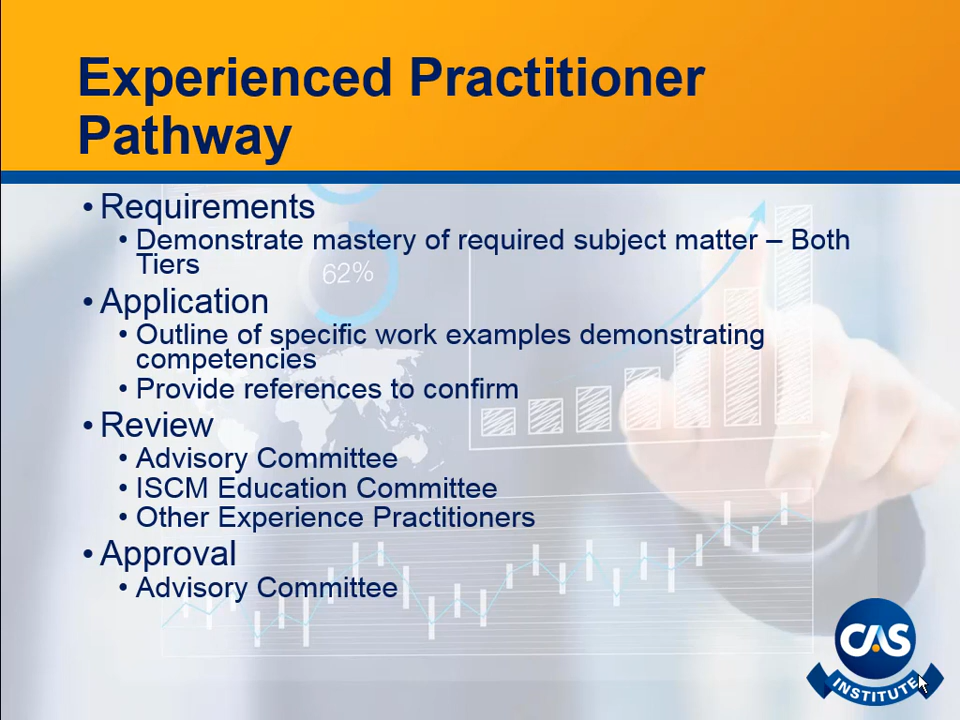 Experienced Practitioner
Pathway
• Requirements
• Demonstrate mastery of required subject matter – Both
Tiers
62%
• Application
• Outline of specific work examples demonstrating
competencies
• Provide references to confirm
• Review
• Advisory Committee
• ISCM Education Committee
• Other Experience Practitioners
• Approval
• Advisory Committee
CAS
INSTITUTE